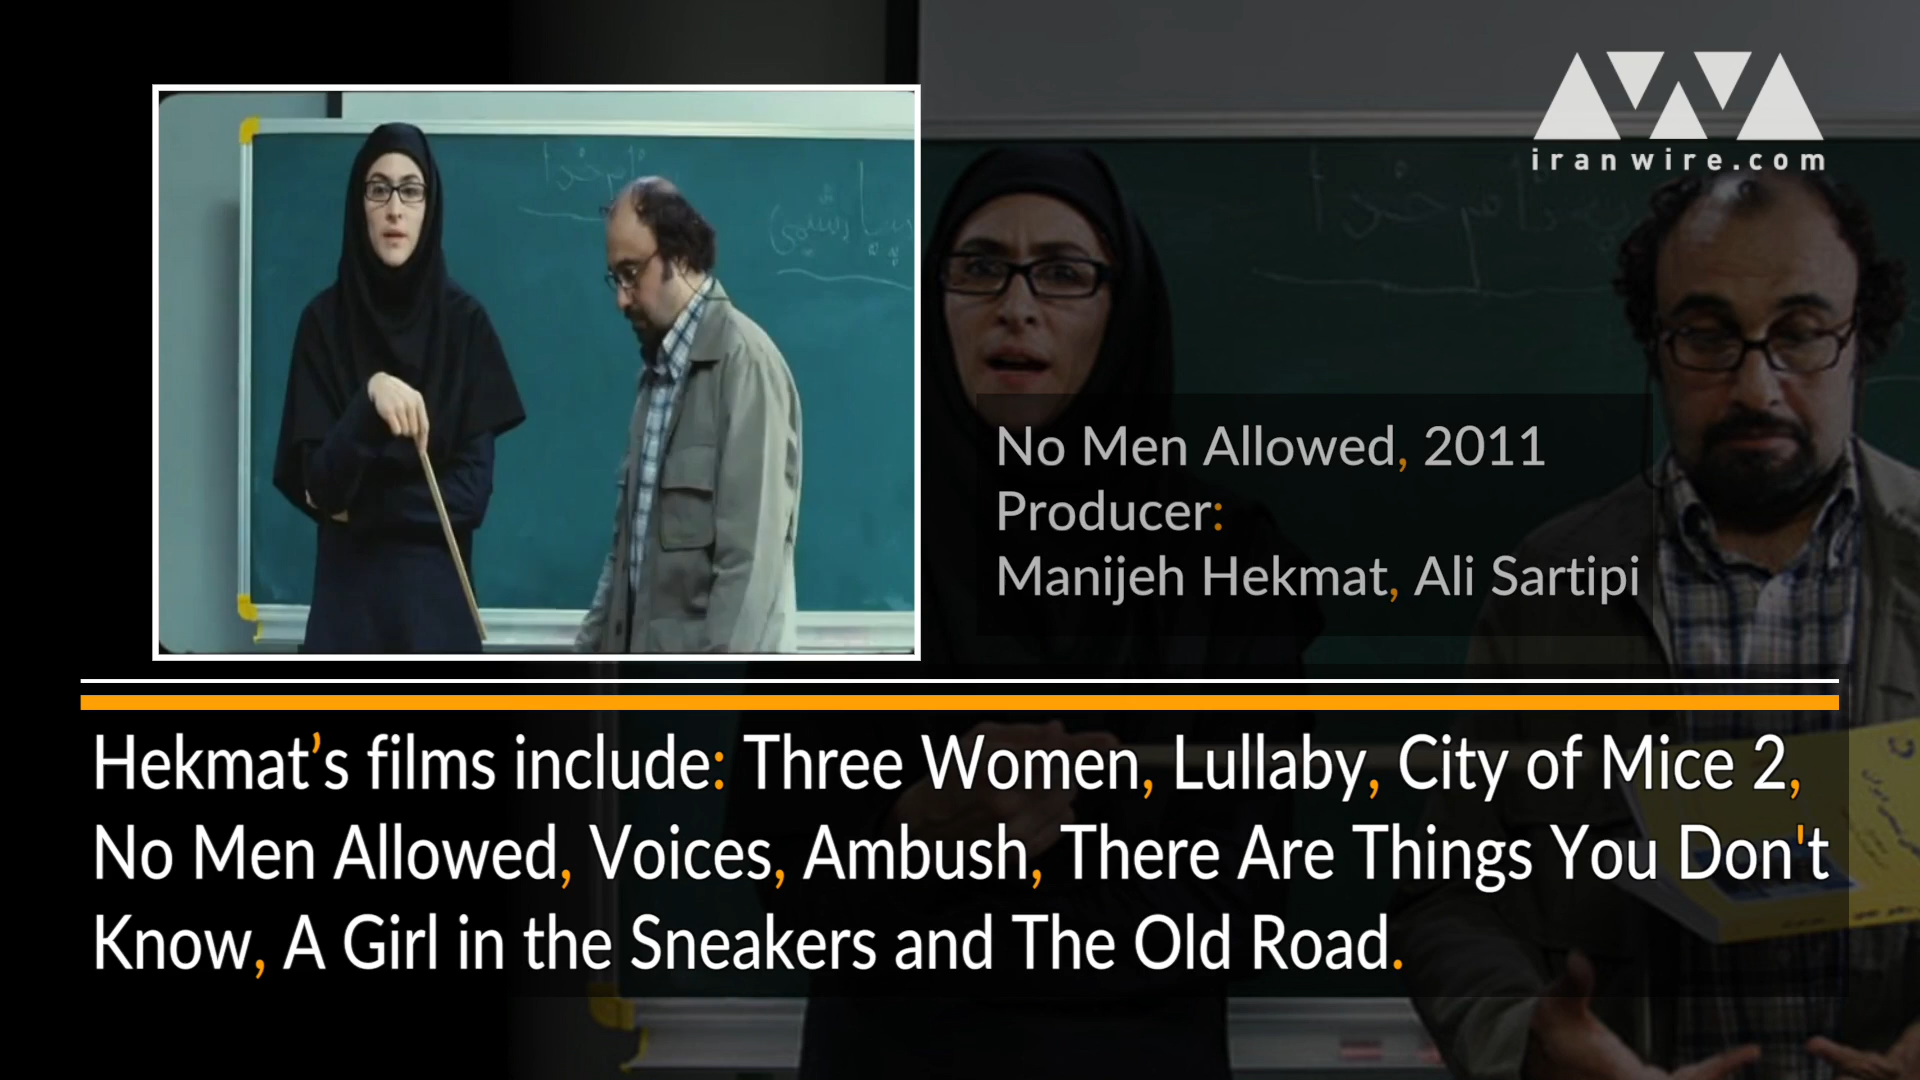 iranwire.com
No Men Allowed, 2011
Producer:
Manijeh Hekmat, Ali Sartipi
Hekmat’s films include: Three Women, Lullaby, City of Mice 2,
No Men Allowed, Voices, Ambush, There Are Things You Don't
Know, A Girl in the Sneakers and The Old Road.